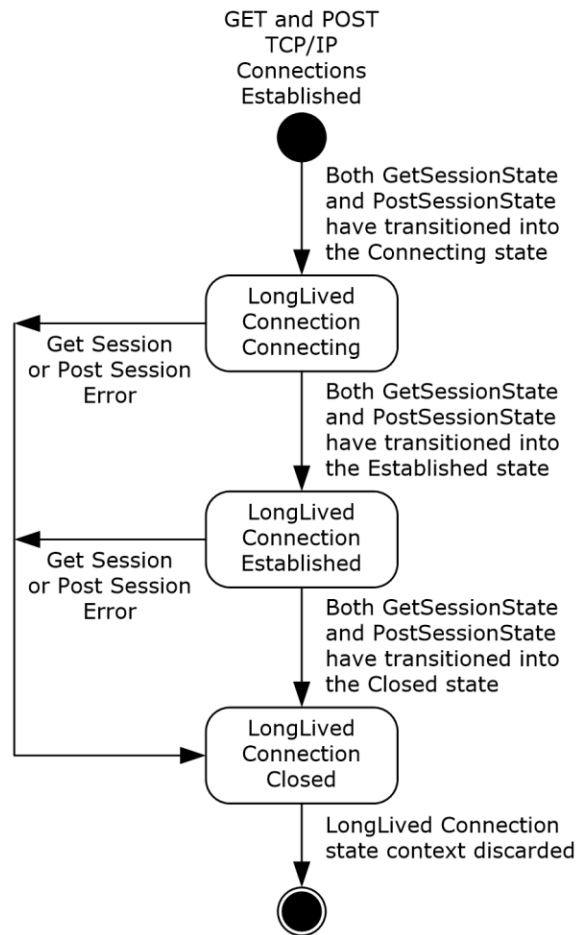 GET and POST
TCP/IP
Connections
Established
Both GetSessionState
and PostSessionState
have transitioned into
the Connecting state
LongLived
Connection
Connecting
Get Session
or Post Session
Error
Both GetSessionState
and PostSessionState
have transitioned into
the Established state
LongLived
Connection
Established
Get Session
or Post Session
Error
Both GetSessionState
and PostSessionState
have transitioned into
the Closed state
LongLived
Connection
Closed
LongLived Connection
state context discarded